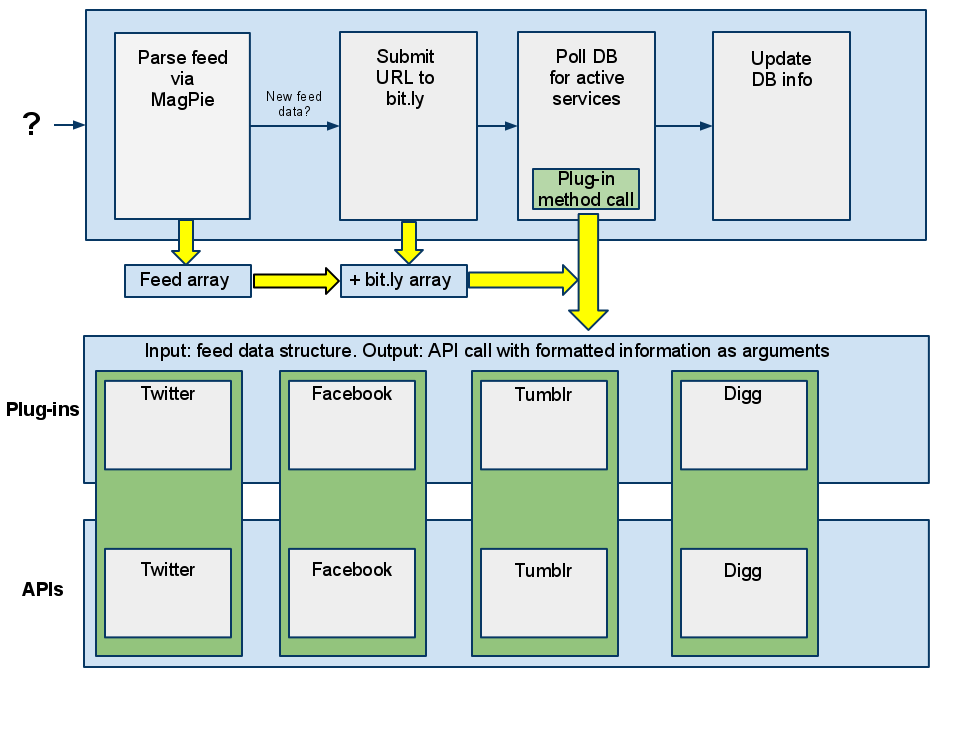 Parse feed
via
MagPie
New feed
data?
Submit
URL to
bit.ly
Poll DB
for active
services
Plug-in
method call
Update
DB info
?
Feed array
+ bit.ly array
Input: feed data structure. Output: API call with formatted information as arguments
Plug-ins
Twitter
Facebook
Tumblr
Digg
APIs
Twitter
Facebook
Tumblr
Digg